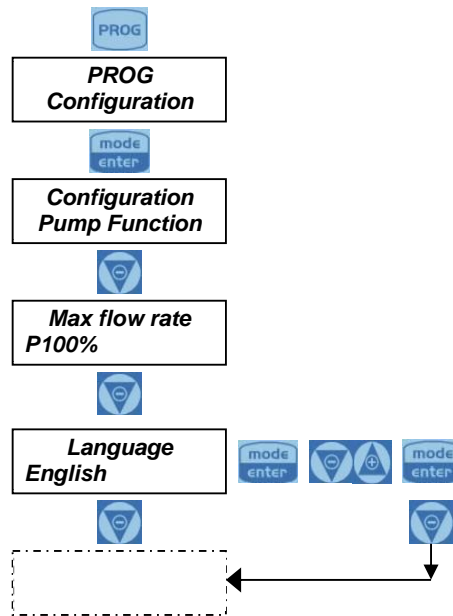 PROG
PROG
Configuration
mode
enter
Configuration
Pump Function
Max flow rate
P100%
Language
English
mode
enter
mode
enter